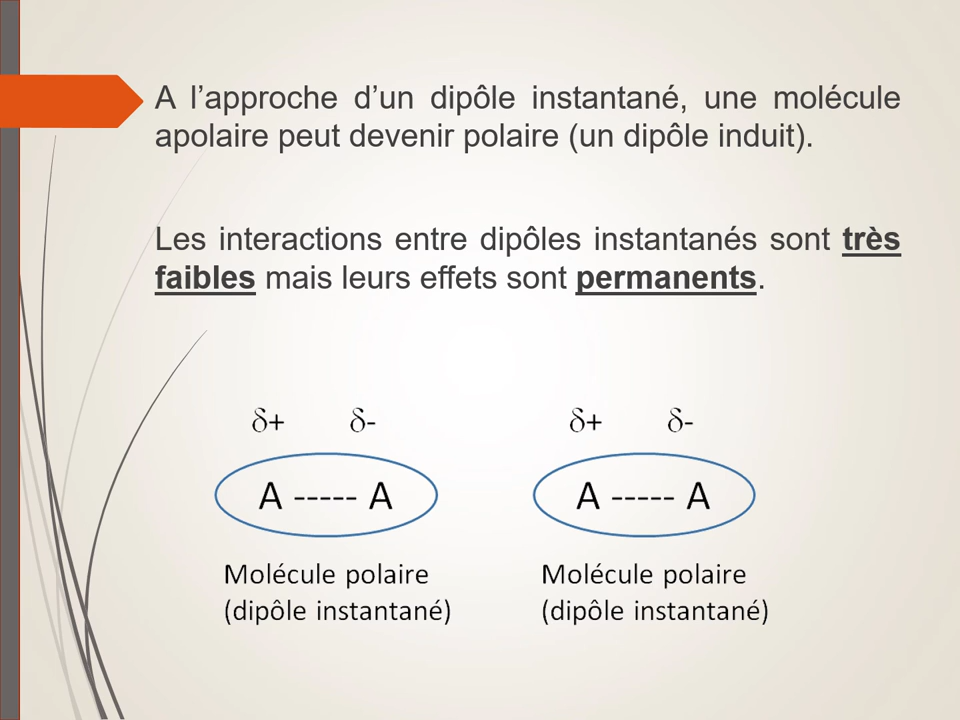 A l’approche d’un dipôle instantané, une molécule
apolaire peut devenir polaire (un dipôle induit).
Les interactions entre dipôles instantanés sont très
faibles mais leurs effets sont permanents.
δ+ δ- δ+ δ-
A ----- A A ----- A
Molécule polaire Molécule polaire
(dipôle instantané) (dipôle instantané)